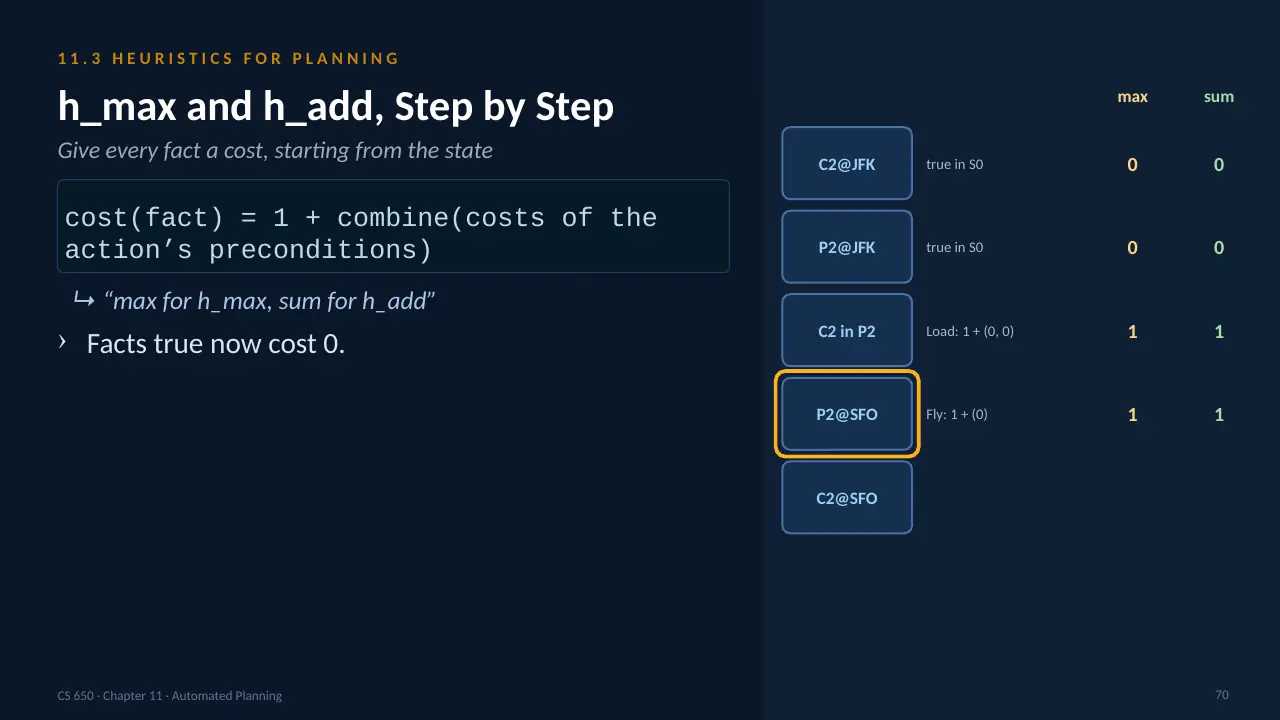 11.3 HEURISTICS FOR PLANNING
h_max and h_add, Step by Step
Give every fact a cost, starting from the state
cost(fact) = 1 + combine(costs of the
action’s preconditions)
↪ “max for h_max, sum for h_add”
› Facts true now cost 0.
max sum
C2@JFK true in S0 0 0
P2@JFK true in S0 0 0
C2 in P2 Load: 1 + (0, 0) 1 1
P2@SFO Fly: 1 + (0) 1 1
C2@SFO
CS 650 · Chapter 11 · Automated Planning
70